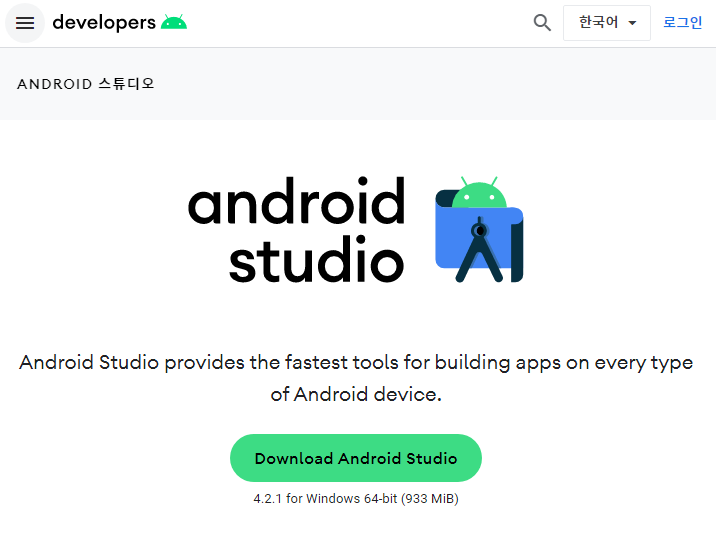 developers
한국어
로그인
ANDROID 스튜디오
android
studio
Android Studio provides the fastest tools for building apps on every type
of Android device.
Download Android Studio
4.2.1 for Windows 64-bit (933 MiB)